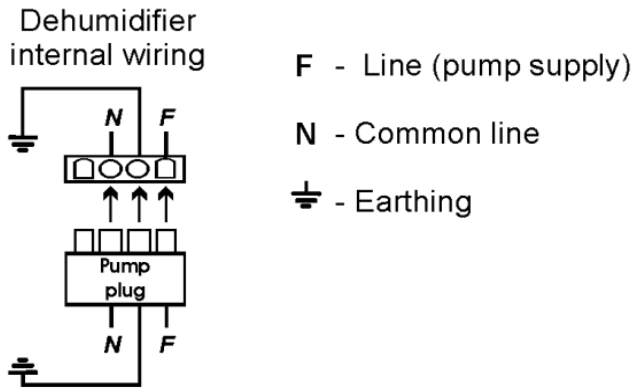 Dehumidifier
internal wiring
N F
Pump
plug
N F
F - Line (pump supply)
N - Common line
- Earthing